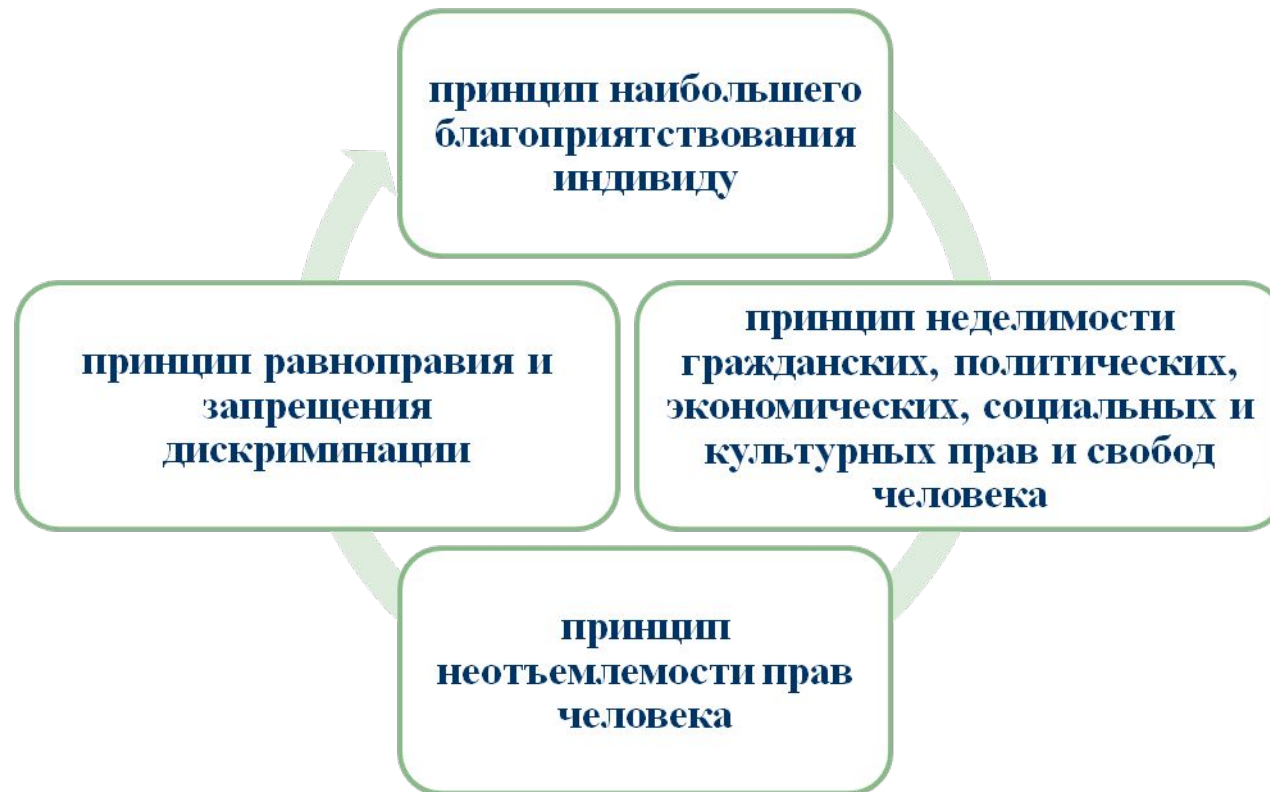 принцип наибольшего
благоприятствования
индивиду
принцип неделимости
гражданских, политических,
экономических, социальных и
культурных прав и свобод
человека
принцип
неотъемлемости прав
человека
принцип равноправия и
запрещения
дискриминации